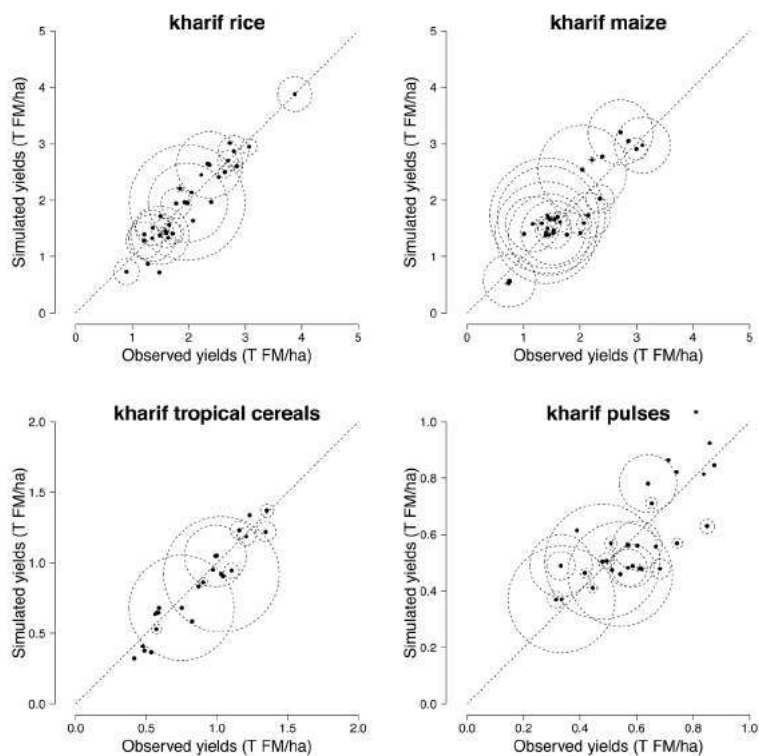 kharif rice
5
4
3
2
1
0
Simulated yields (T FM/ha)
0 1 2 3 4 5
Observed yields (T FM/ha)
kharif maize
5
4
3
2
1
0
Simulated yields (T FM/ha)
0 1 2 3 4 5
Observed yields (T FM/ha)
kharif tropical cereals
2.0
1.5
1.0
0.5
0.0
Simulated yields (T FM/ha)
0.0 0.5 1.0 1.5 2.0
Observed yields (T FM/ha)
kharif pulses
1.0
0.8
0.6
0.4
0.2
0.0
Simulated yields (T FM/ha)
0.0 0.2 0.4 0.6 0.8 1.0
Observed yields (T FM/ha)